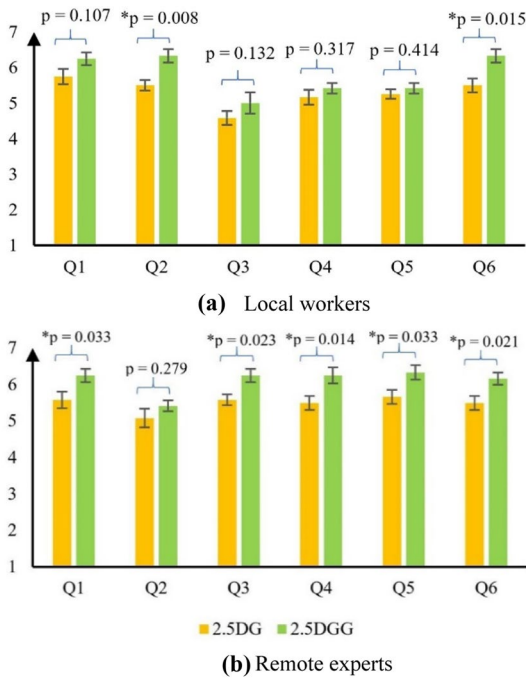 p = 0.107 *p = 0.008 p = 0.132 p = 0.317 p = 0.414 *p = 0.015
7
6
5
4
3
2
1
Q1 Q2 Q3 Q4 Q5 Q6
(a) Local workers
*p = 0.033 p = 0.279 *p = 0.023 *p = 0.014 *p = 0.033 *p = 0.021
7
6
5
4
3
2
1
Q1 Q2 Q3 Q4 Q5 Q6
2.5DG 2.5DGG
(b) Remote experts